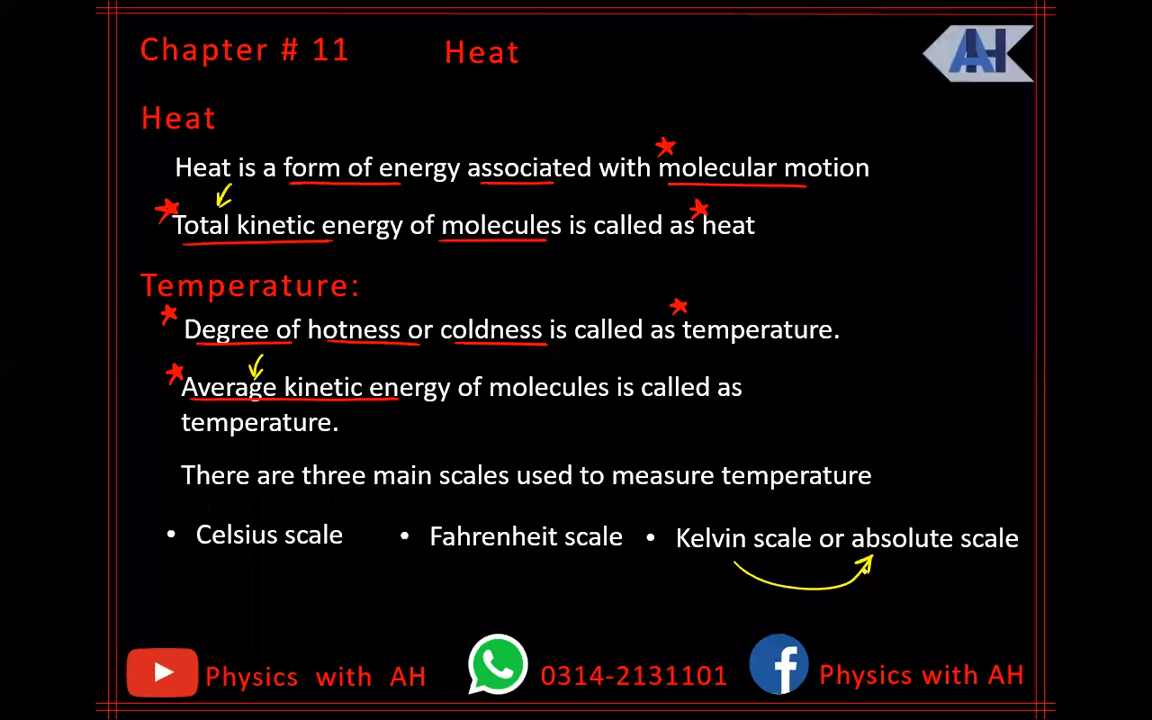 Chapter # 11 Heat
AH
Heat
Heat is a form of energy associated with molecular motion
Total kinetic energy of molecules is called as heat
Temperature:
Degree of hotness or coldness is called as temperature.
Average kinetic energy of molecules is called as
temperature.
There are three main scales used to measure temperature
• Celsius scale • Fahrenheit scale • Kelvin scale or absolute scale
Physics with AH 0314-2131101 Physics with AH